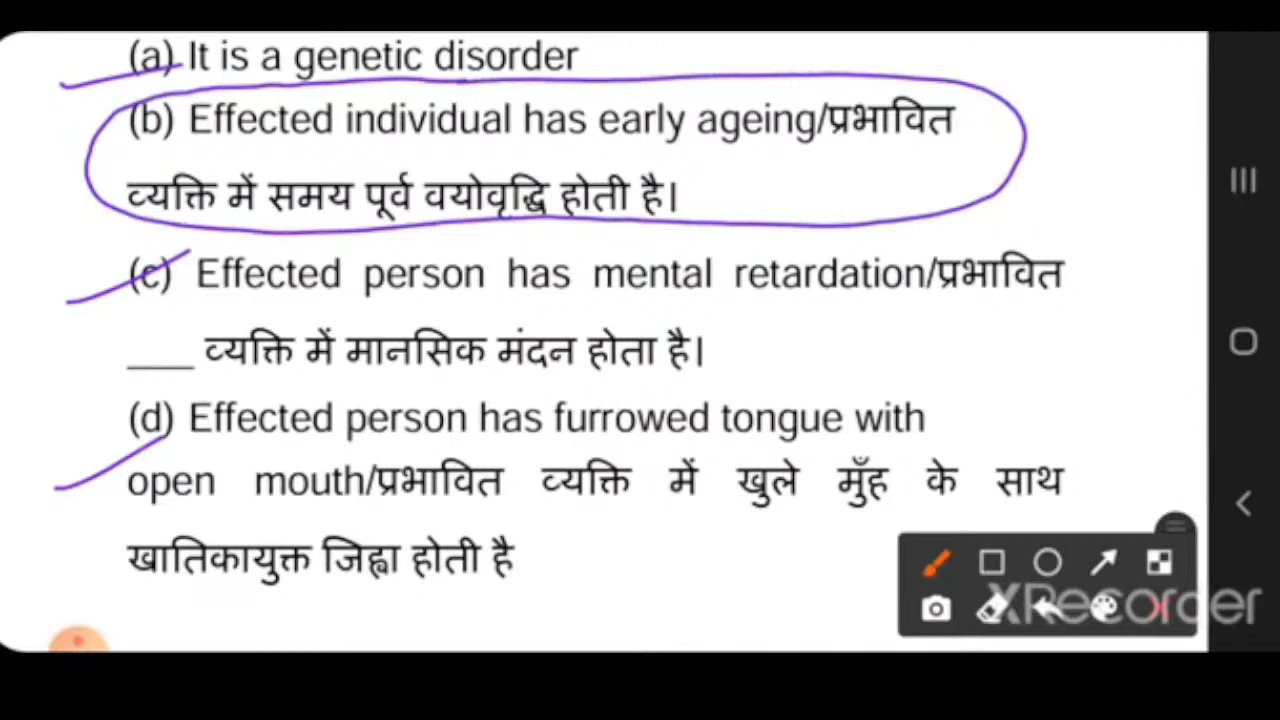 (a) It is a genetic disorder
(b) Effected individual has early ageing/प्रभावित
व्यक्ति में समय पूर्व वयोवृद्धि होती है।
(c) Effected person has mental retardation/प्रभावित
___ व्यक्ति में मानसिक मंदन होता है।
(d) Effected person has furrowed tongue with
open mouth/प्रभावित व्यक्ति में खुले मुँह के साथ
खातिकायुक्त जिह्वा होती है
XRecorder